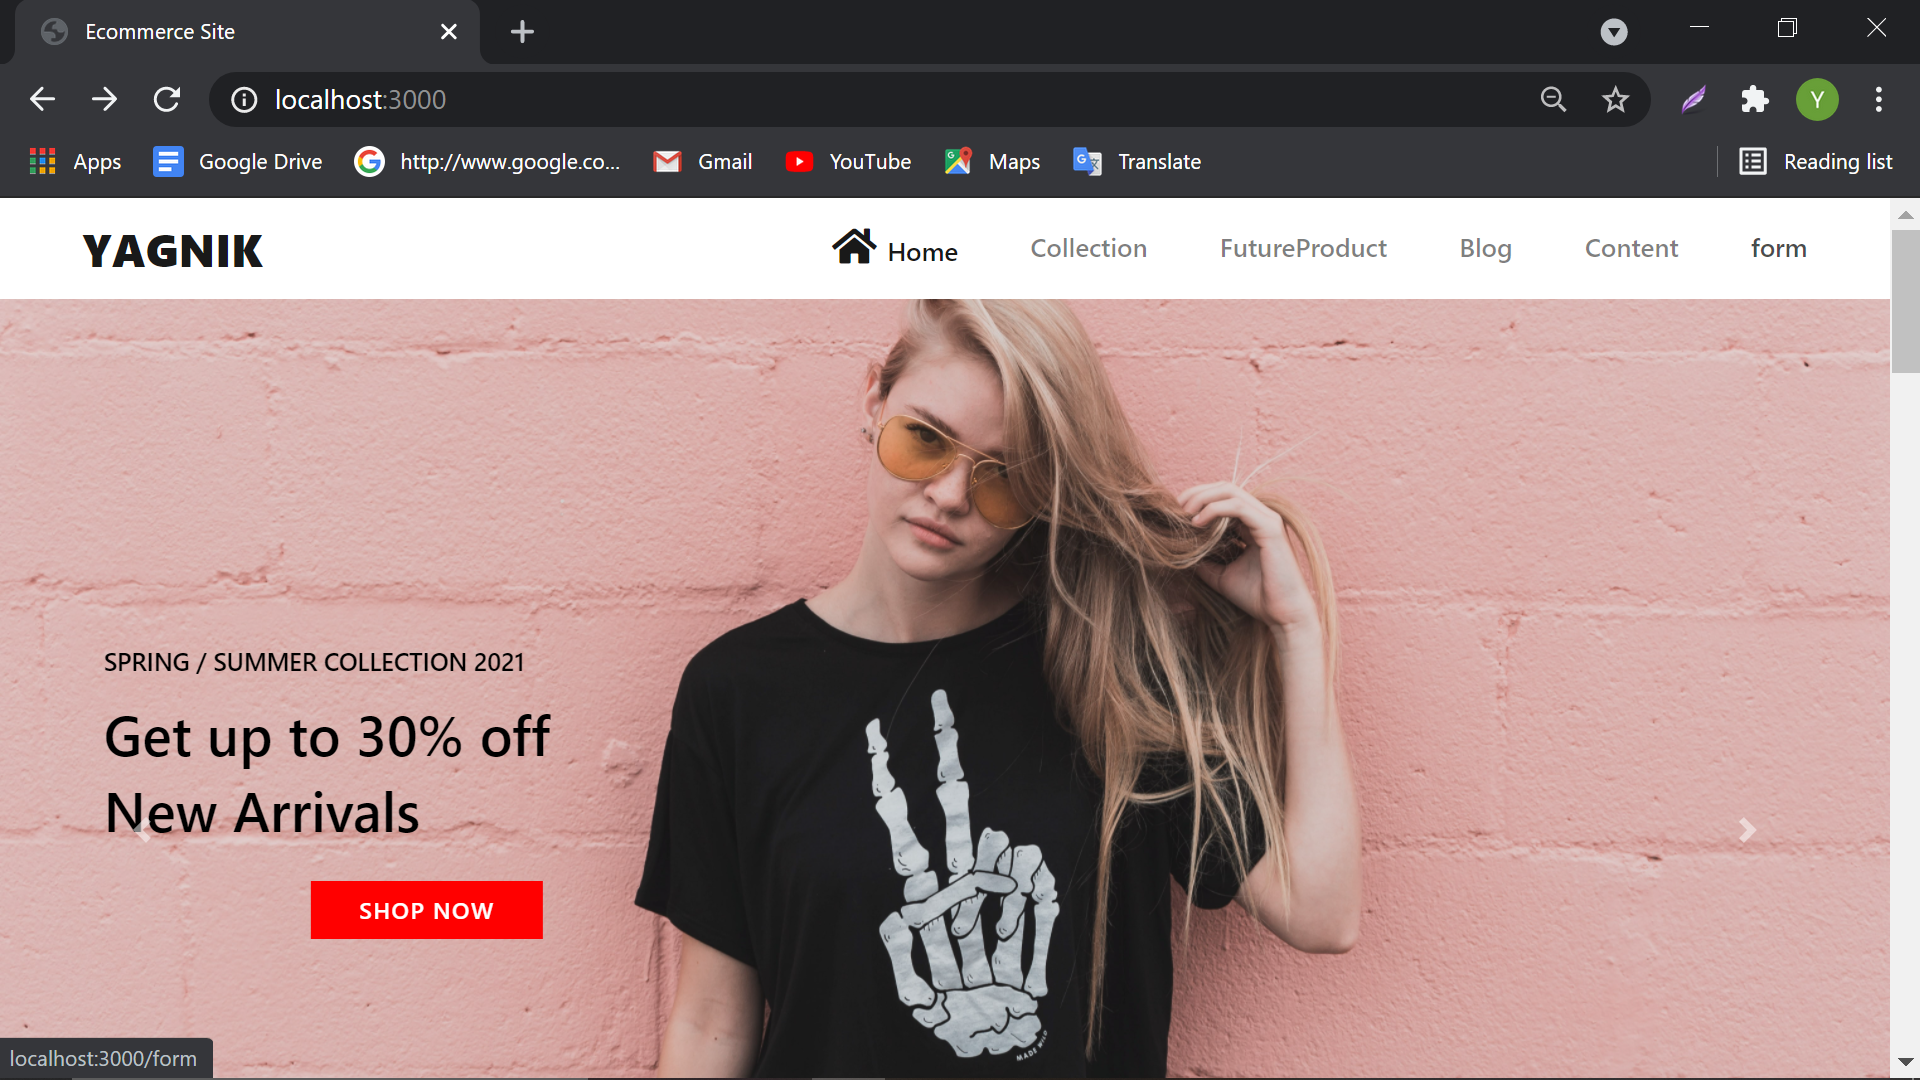 Ecommerce Site
localhost:3000
Y
Apps
Google Drive
http://www.google.co...
Gmail
YouTube
Maps
Translate
Reading list
YAGNIK
Home
Collection
FutureProduct
Blog
Content
form
SPRING / SUMMER COLLECTION 2021
Get up to 30% off
New Arrivals
SHOP NOW
MADE WILD
localhost:3000/form